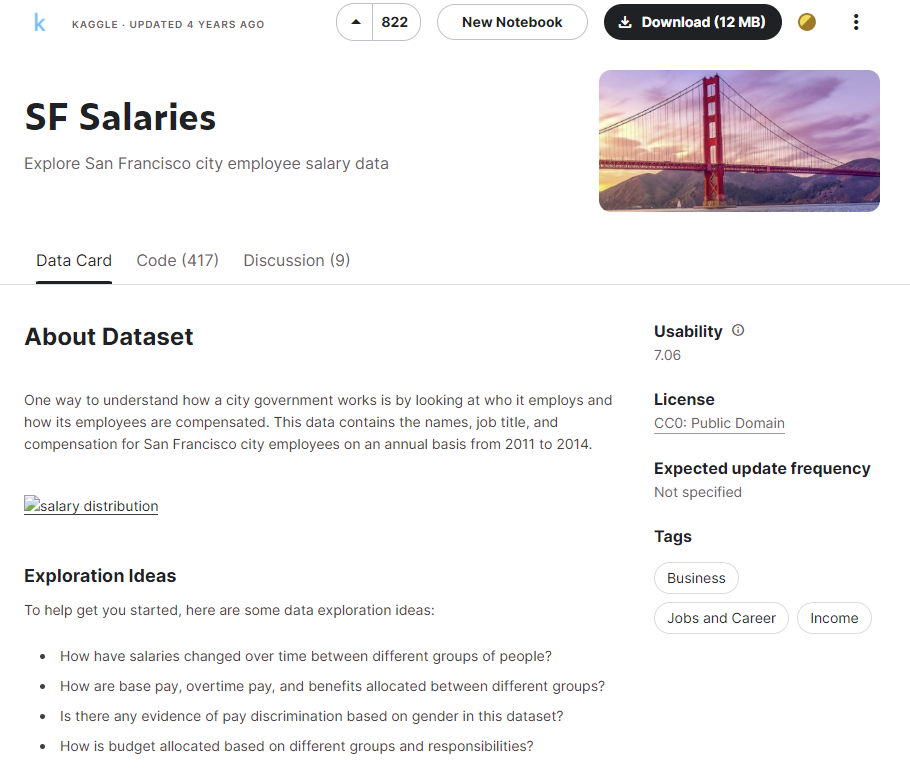 k KAGGLE · UPDATED 4 YEARS AGO 822 New Notebook Download (12 MB)
SF Salaries
Explore San Francisco city employee salary data
Data Card Code (417) Discussion (9)
About Dataset
One way to understand how a city government works is by looking at who it employs and
how its employees are compensated. This data contains the names, job title, and
compensation for San Francisco city employees on an annual basis from 2011 to 2014.
salary distribution
Exploration Ideas
To help get you started, here are some data exploration ideas:
• How have salaries changed over time between different groups of people?
• How are base pay, overtime pay, and benefits allocated between different groups?
• Is there any evidence of pay discrimination based on gender in this dataset?
• How is budget allocated based on different groups and responsibilities?
Usability
7.06
License
CC0: Public Domain
Expected update frequency
Not specified
Tags
Business
Jobs and Career Income